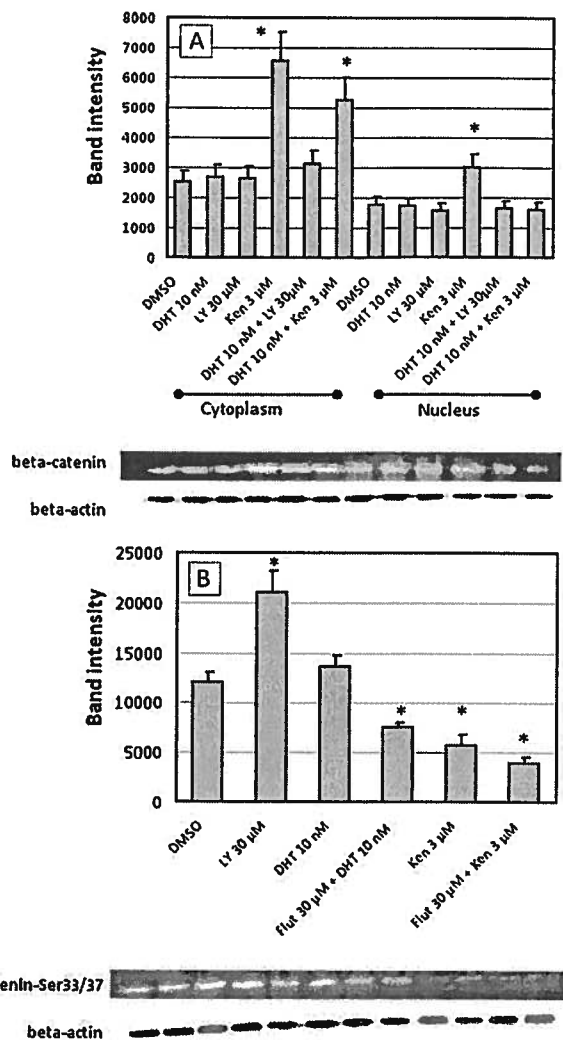 A
8000
7000
6000
5000
4000
3000
2000
1000
0
Band intensity
*
*
*
DMSO
DHT 10 nM
LY 30 µM
Ken 3 µM
DHT 10 nM + LY 30µM
DHT 10 nM + Ken 3 µM
DMSO
DHT 10 nM
LY 30 µM
Ken 3 µM
DHT 10 nM + LY 30µM
DHT 10 nM + Ken 3 µM
Cytoplasm
Nucleus
beta-catenin
beta-actin
B
25000
20000
15000
10000
5000
0
Band intensity
*
*
*
*
DMSO
LY 30 µM
DHT 10 nM
Flut 30 µM + DHT 10 nM
Ken 3 µM
Flut 30 µM + Ken 3 µM
enin-Ser33/37
beta-actin